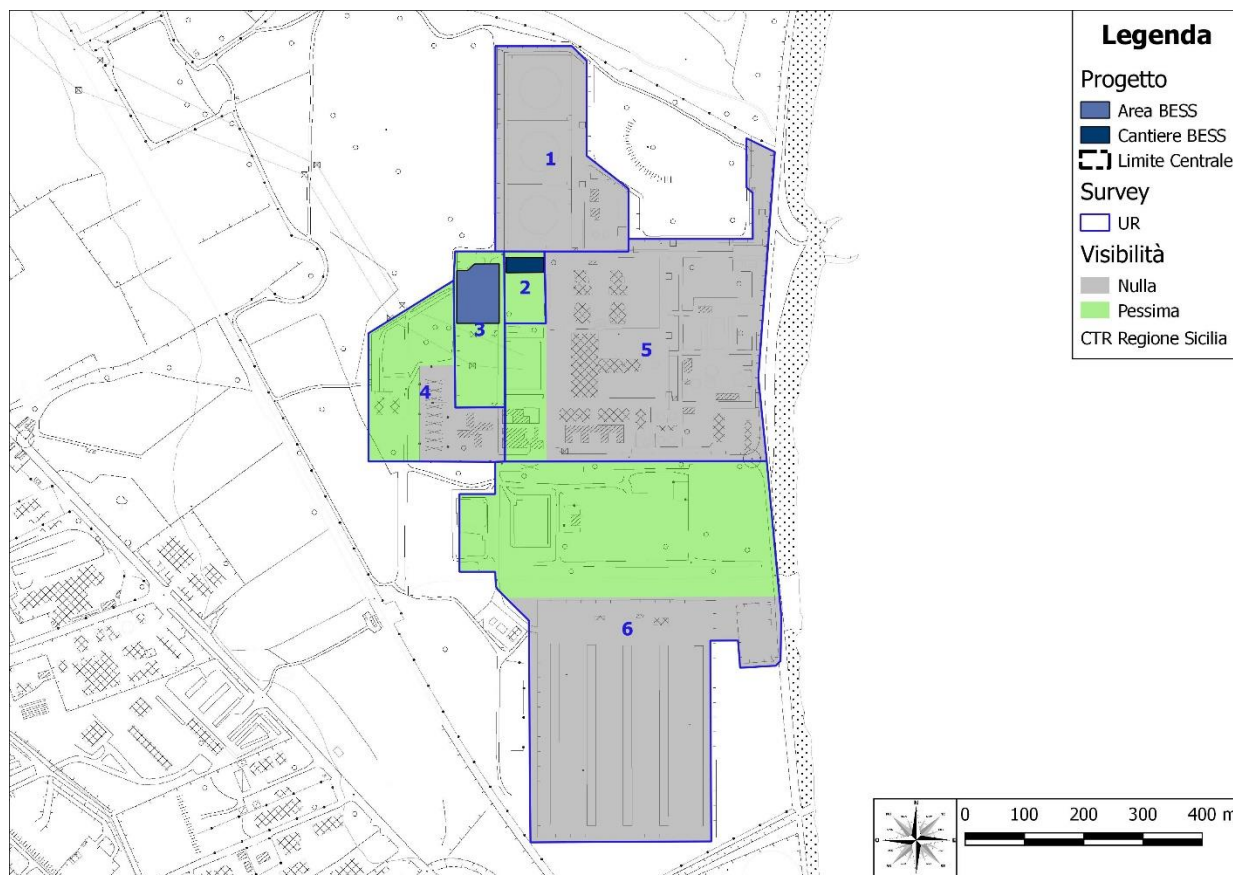 Legenda
Progetto
Area BESS
Cantiere BESS
Limite Centrale
Survey
UR
Visibilità
Nulla
Pessima
CTR Regione Sicilia
1
2
3
5
4
6
0 100 200 300 400 m